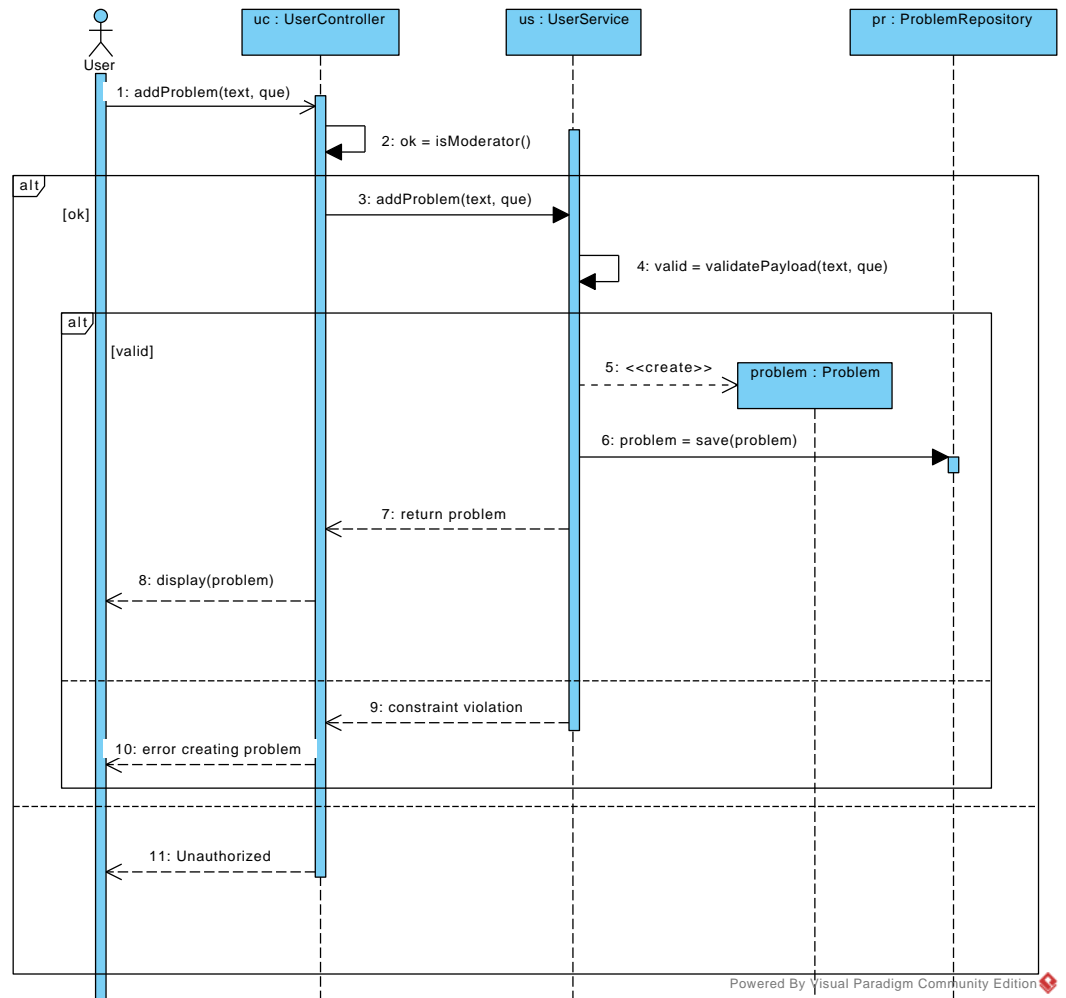 uc : UserController
us : UserService
pr : ProblemRepository
User
1: addProblem(text, que)
2: ok = isModerator()
alt
3: addProblem(text, que)
[ok]
4: valid = validatePayload(text, que)
alt
[valid]
5: <<create>>
problem : Problem
6: problem = save(problem)
7: return problem
8: display(problem)
9: constraint violation
10: error creating problem
11: Unauthorized
Powered By Visual Paradigm Community Edition